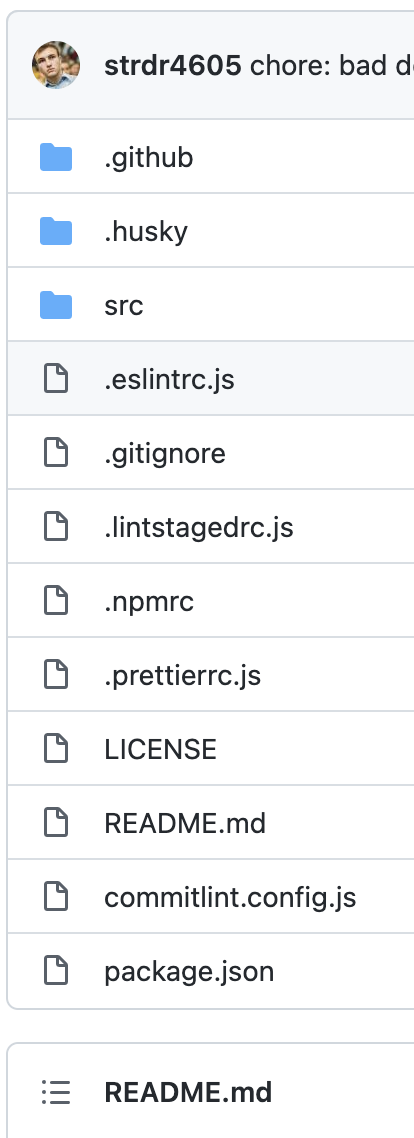 strdr4605 chore: bad
.github
.husky
src
.eslintrc.js
.gitignore
.lintstagedrc.js
.npmrc
.prettierrc.js
LICENSE
README.md
commitlint.config.js
package.json
README.md